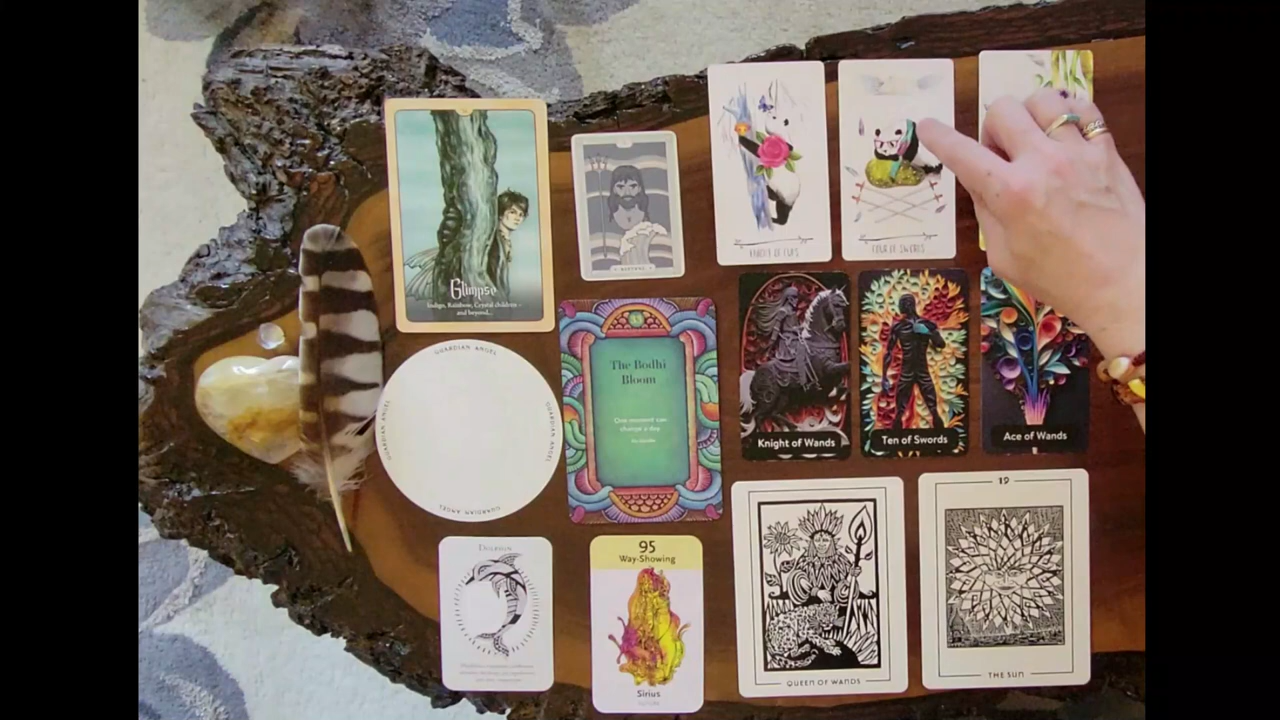 Glimpse
Indigo, Rainbow, Crystal children –
and beyond...
NEPTUNE
KNIGHT OF CUPS
FOUR OF SWORDS
GUARDIAN ANGEL
GUARDIAN ANGEL
GUARDIAN ANGEL
GUARDIAN ANGEL
33
The Bodhi
Bloom
One moment can
change a day
Knight of Wands
Ten of Swords
Ace of Wands
DOLPHIN
95
Way-Showing
Sirius
QUEEN OF WANDS
19
THE SUN